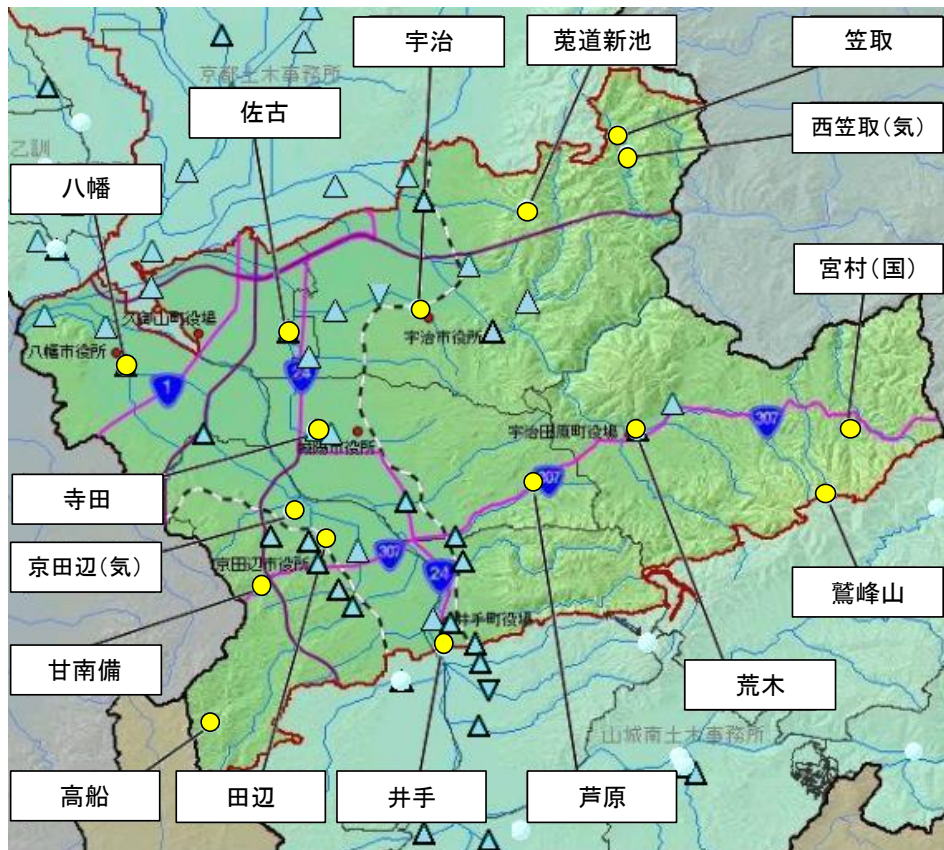 宇治
菟道新池
笠取
京都土木事務所
佐古
西笠取(気)
乙訓
八幡
宮村(国)
久御山町役場
宇治市役所
八幡市役所
24
1
307
宇治田原町役場
城陽市役所
寺田
307
京田辺(気)
307
京田辺市役所
24
鷲峰山
井手町役場
甘南備
荒木
山城南土木事務所
高船
田辺
井手
芦原